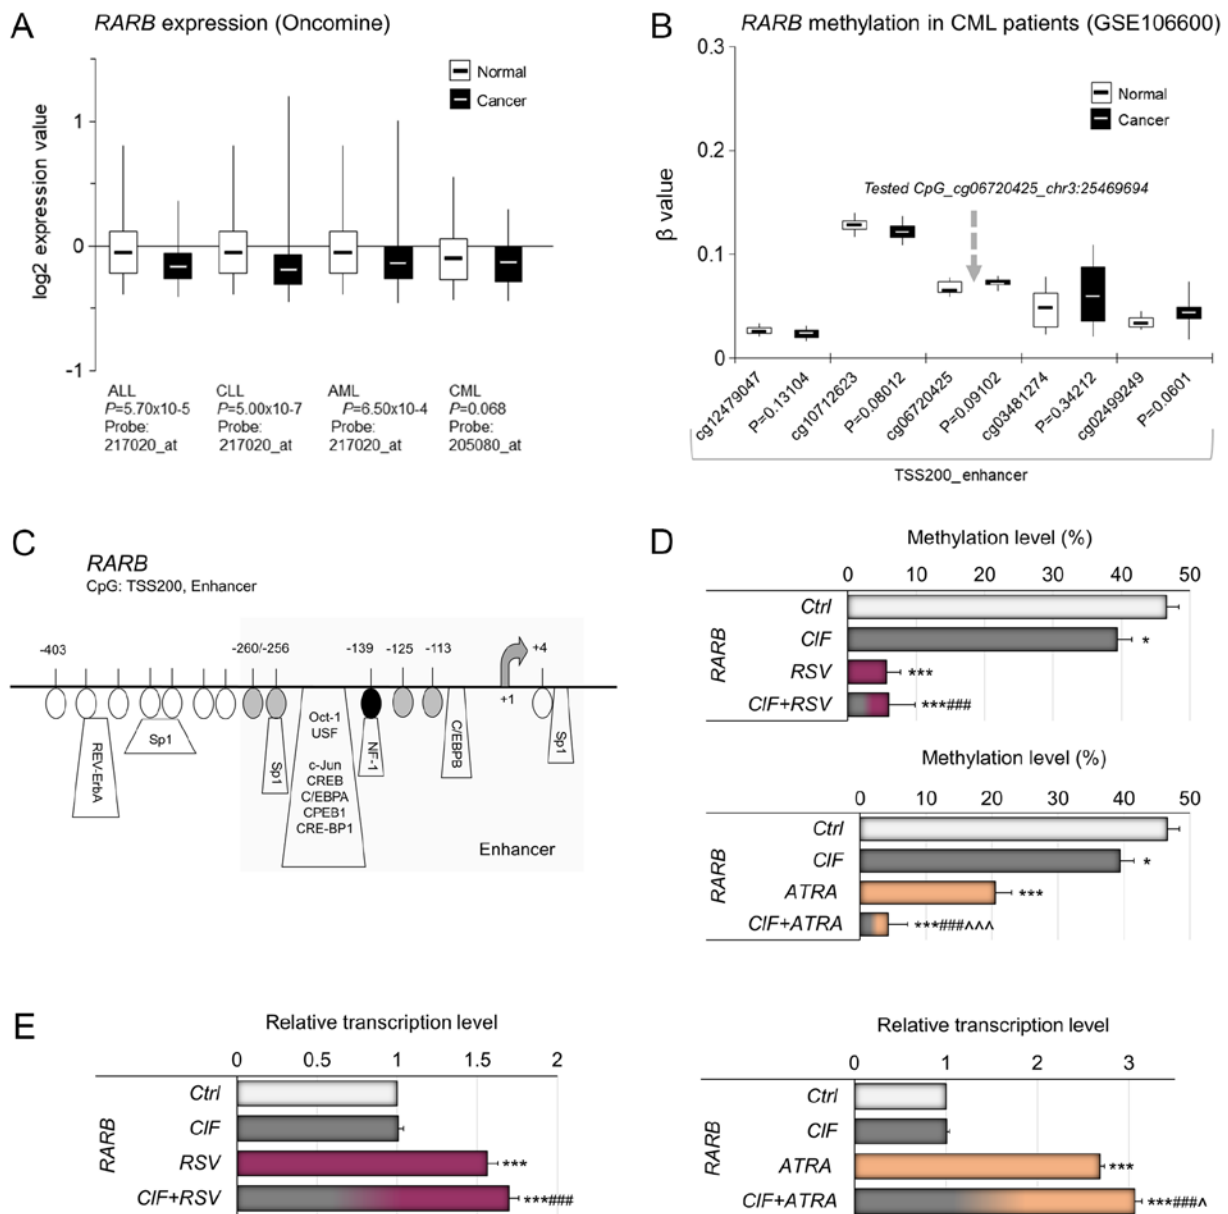 A
RARB expression (Oncomine)
log2 expression value
1
0
-1
Normal
Cancer
ALL
P=5.70x10-5
Probe:
217020_at
CLL
P=5.00x10-7
Probe:
217020_at
AML
P=6.50x10-4
Probe:
217020_at
CML
P=0.068
Probe:
205080_at
B
RARB methylation in CML patients (GSE106600)
β value
0.3
0.2
0.1
0
Normal
Cancer
Tested CpG_cg06720425_chr3:25469694
cg12479047
P=0.13104
cg10712623
P=0.08012
cg06720425
P=0.09102
cg03481274
P=0.34212
cg02499249
P=0.0601
TSS200_enhancer
C
RARB
CpG: TSS200, Enhancer
-403
-260/-256
-139
-125
-113
+4
+1
REV-ErbA
Sp1
Sp1
Oct-1
USF
c-Jun
CREB
C/EBPA
CPEB1
CRE-BP1
NF-1
C/EBPB
Sp1
Enhancer
D
Methylation level (%)
0 10 20 30 40 50
RARB
Ctrl
ClF *
RSV ***
ClF+RSV ***###
Methylation level (%)
0 10 20 30 40 50
RARB
Ctrl
ClF *
ATRA ***
ClF+ATRA ***###^^^
E
Relative transcription level
0 0.5 1 1.5 2
RARB
Ctrl
ClF
RSV ***
ClF+RSV ***###
Relative transcription level
0 1 2 3
RARB
Ctrl
ClF
ATRA ***
ClF+ATRA ***###^